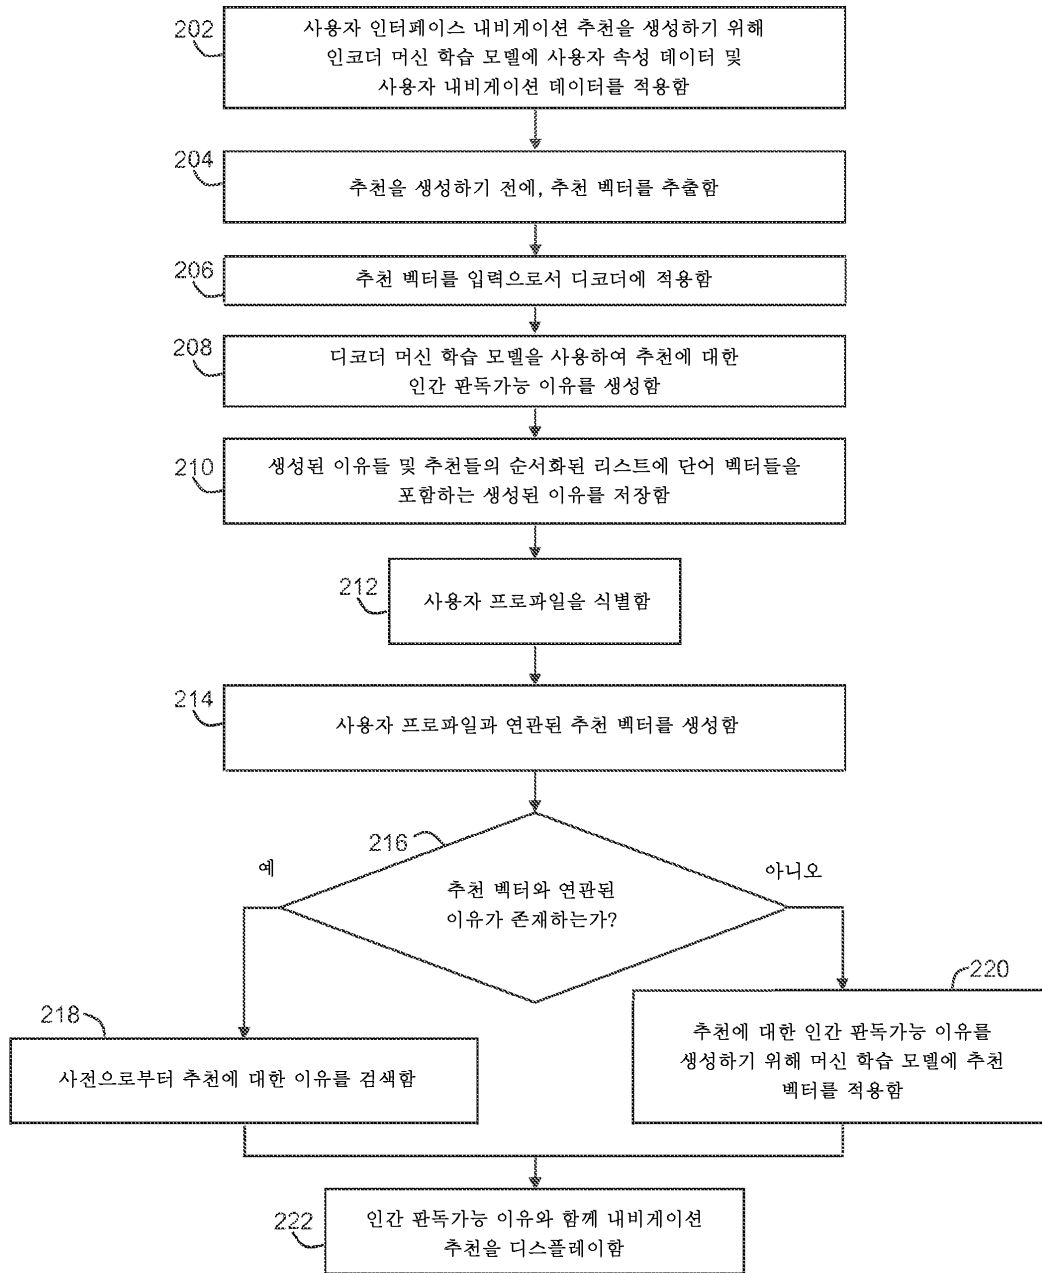 202
사용자 인터페이스 내비게이션 추천을 생성하기 위해
인코더 머신 학습 모델에 사용자 속성 데이터 및
사용자 내비게이션 데이터를 적용함
204
추천을 생성하기 전에, 추천 벡터를 추출함
206
추천 벡터를 입력으로서 디코더에 적용함
208
디코더 머신 학습 모델을 사용하여 추천에 대한
인간 판독가능 이유를 생성함
210
생성된 이유들 및 추천들의 순서화된 리스트에 단어 벡터들을
포함하는 생성된 이유를 저장함
212
사용자 프로파일을 식별함
214
사용자 프로파일과 연관된 추천 벡터를 생성함
216
예
아니오
추천 벡터와 연관된
이유가 존재하는가?
218
사전으로부터 추천에 대한 이유를 검색함
220
추천에 대한 인간 판독가능 이유를
생성하기 위해 머신 학습 모델에 추천
벡터를 적용함
222
인간 판독가능 이유와 함께 내비게이션
추천을 디스플레이함